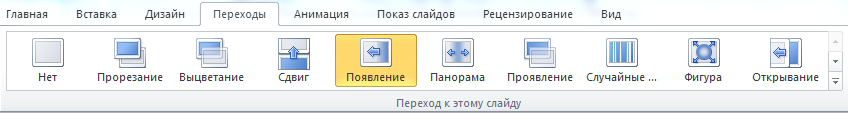 Главная Вставка Дизайн Переходы Анимация Показ слайдов Рецензирование Вид
Нет Прорезание Выцветание Сдвиг Появление Панорама Проявление Случайные ... Фигура Открывание
Переход к этому слайду